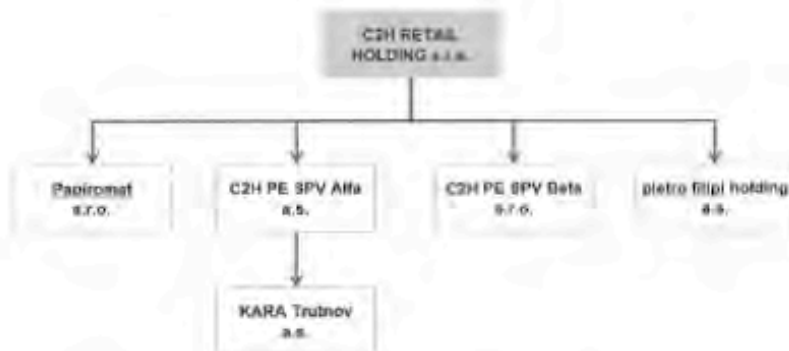 C2H RETAIL
HOLDING s.r.o.
Papiromat
s.r.o.
C2H PE SPV Alfa
a.s.
C2H PE SPV Beta
s.r.o.
pietro filipi holding
a.s.
KARA Trutnov
a.s.